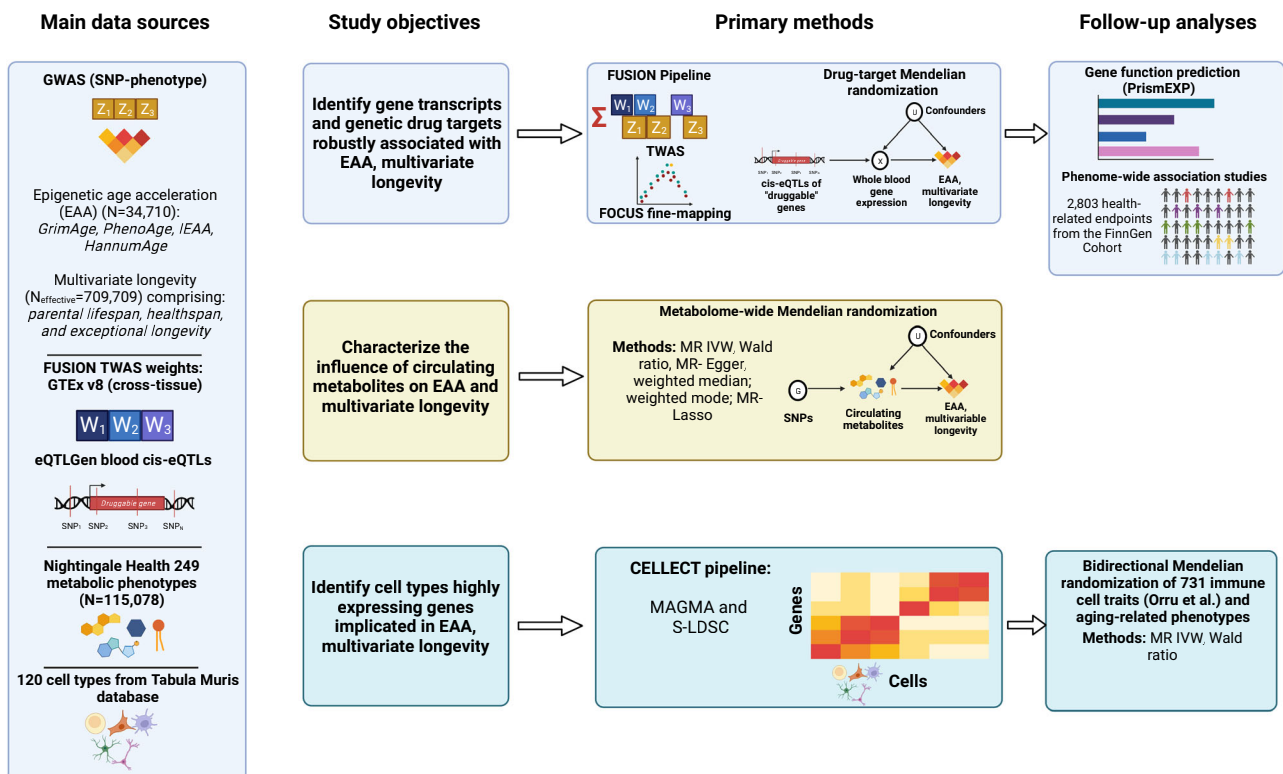 Main data sources
Study objectives
Primary methods
Follow-up analyses
GWAS (SNP-phenotype)
Z1 Z2 Z3
Epigenetic age acceleration
(EAA) (N=34,710):
GrimAge, PhenoAge, IEAA,
HannumAge
Multivariate longevity
(Neffective=709,709) comprising:
parental lifespan, healthspan,
and exceptional longevity
FUSION TWAS weights:
GTEx v8 (cross-tissue)
W1 W2 W3
eQTLGen blood cis-eQTLs
Druggable gene
SNP1 SNP2 SNP3 SNPN
Nightingale Health 249
metabolic phenotypes
(N=115,078)
120 cell types from Tabula Muris
database
Identify gene transcripts
and genetic drug targets
robustly associated with
EAA, multivariate
longevity
FUSION Pipeline
Σ
W1 W2 W3
Z1 Z2 Z3
TWAS
FOCUS fine-mapping
Drug-target Mendelian
randomization
U
Confounders
Druggable gene
SNP1 SNP2 SNP3 SNPN
cis-eQTLs of
"druggable"
genes
X
Whole blood
gene
expression
EAA,
multivariate
longevity
Gene function prediction
(PrismEXP)
Phenome-wide association studies
2,803 health-
related endpoints
from the FinnGen
Cohort
Characterize the
influence of circulating
metabolites on EAA and
multivariate longevity
Metabolome-wide Mendelian randomization
Methods: MR IVW, Wald
ratio, MR- Egger,
weighted median;
weighted mode; MR-
Lasso
U
Confounders
G
SNPs
Circulating
metabolites
EAA,
multivariable
longevity
Identify cell types highly
expressing genes
implicated in EAA,
multivariate longevity
CELLECT pipeline:
MAGMA and
S-LDSC
Genes
Cells
Bidirectional Mendelian
randomization of 731 immune
cell traits (Orru et al.) and
aging-related phenotypes
Methods: MR IVW, Wald
ratio